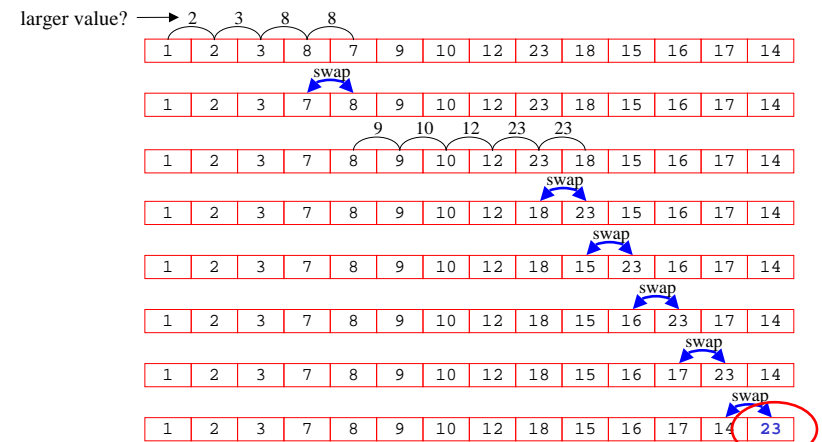 larger value? 2 3 8 8
1 2 3 8 7 9 10 12 23 18 15 16 17 14
swap
1 2 3 7 8 9 10 12 23 18 15 16 17 14
9 10 12 23 23
1 2 3 7 8 9 10 12 23 18 15 16 17 14
swap
1 2 3 7 8 9 10 12 18 23 15 16 17 14
swap
1 2 3 7 8 9 10 12 18 15 23 16 17 14
swap
1 2 3 7 8 9 10 12 18 15 16 23 17 14
swap
1 2 3 7 8 9 10 12 18 15 16 17 23 14
swap
1 2 3 7 8 9 10 12 18 15 16 17 14 23